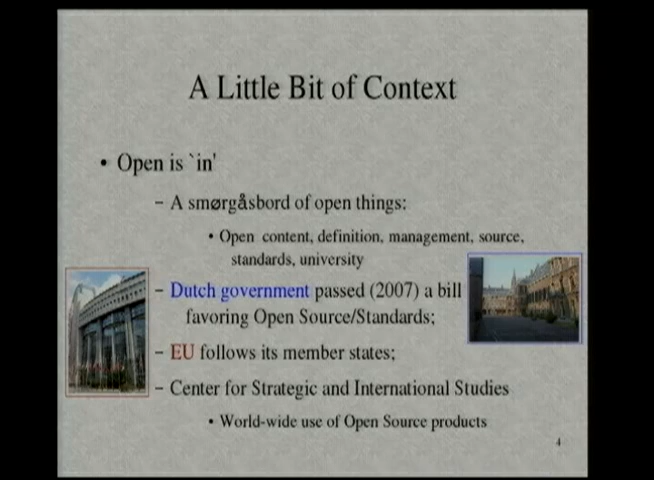 A Little Bit of Context
• Open is `in'
– A smørgåsbord of open things:
• Open content, definition, management, source,
standards, university
– Dutch government passed (2007) a bill
favoring Open Source/Standards;
– EU follows its member states;
– Center for Strategic and International Studies
• World-wide use of Open Source products
4